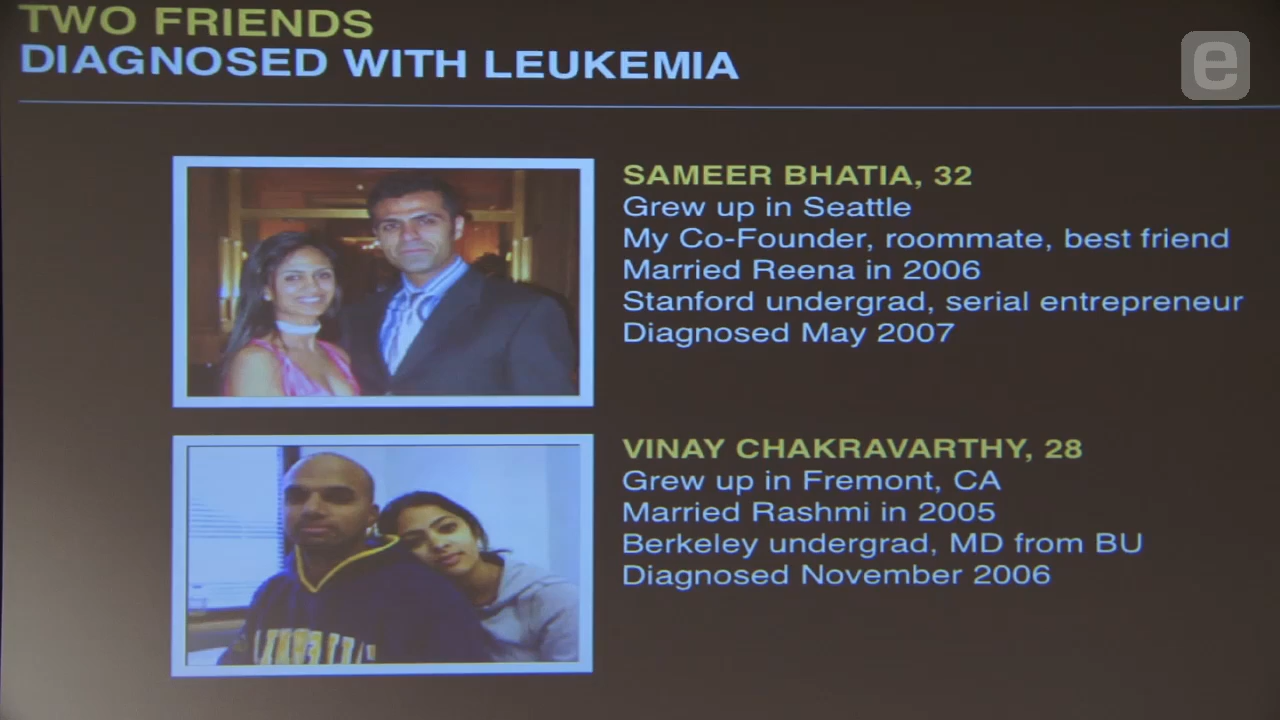 TWO FRIENDS
DIAGNOSED WITH LEUKEMIA
e
SAMEER BHATIA, 32
Grew up in Seattle
My Co-Founder, roommate, best friend
Married Reena in 2006
Stanford undergrad, serial entrepreneur
Diagnosed May 2007
VINAY CHAKRAVARTHY, 28
Grew up in Fremont, CA
Married Rashmi in 2005
Berkeley undergrad, MD from BU
Diagnosed November 2006